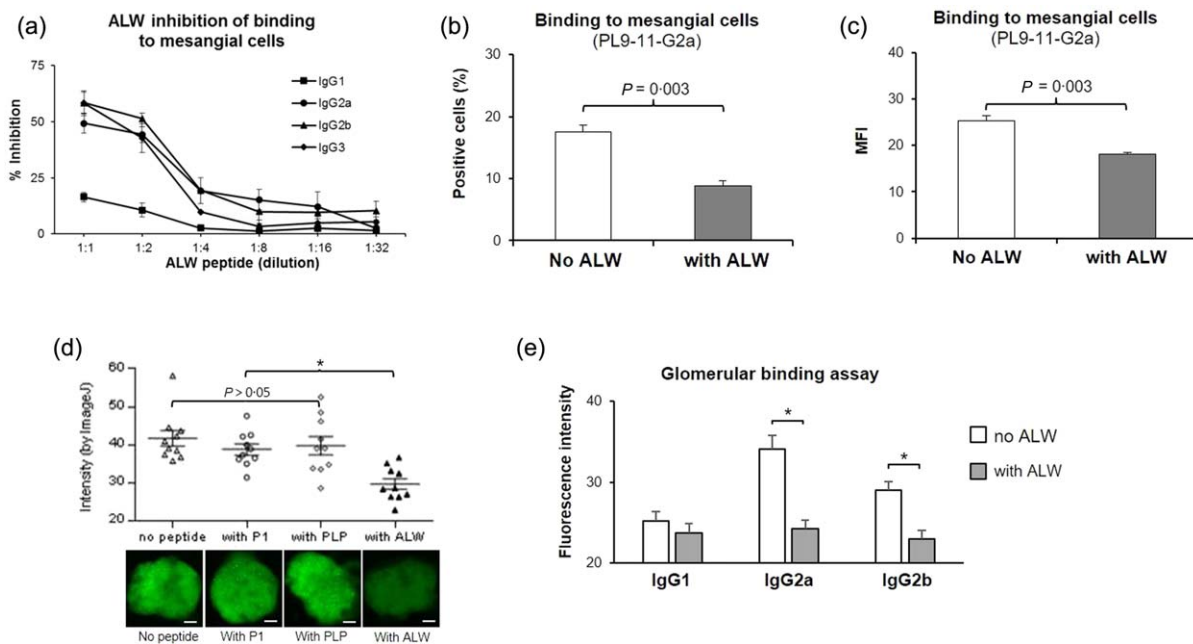 (a)
ALW inhibition of binding
to mesangial cells
% Inhibition
75
50
25
0
IgG1
IgG2a
IgG2b
IgG3
1:1 1:2 1:4 1:8 1:16 1:32
ALW peptide (dilution)
(b)
Binding to mesangial cells
(PL9-11-G2a)
Positive cells (%)
30
20
10
0
P = 0·003
No ALW with ALW
(c)
Binding to mesangial cells
(PL9-11-G2a)
MFI
40
30
20
10
0
P = 0·003
No ALW with ALW
(d)
Intensity (by ImageJ)
60
50
40
30
20
*
P > 0·05
no peptide with P1 with PLP with ALW
No peptide With P1 With PLP With ALW
(e)
Glomerular binding assay
Fluorescence intensity
40
30
20
* *
no ALW
with ALW
IgG1 IgG2a IgG2b